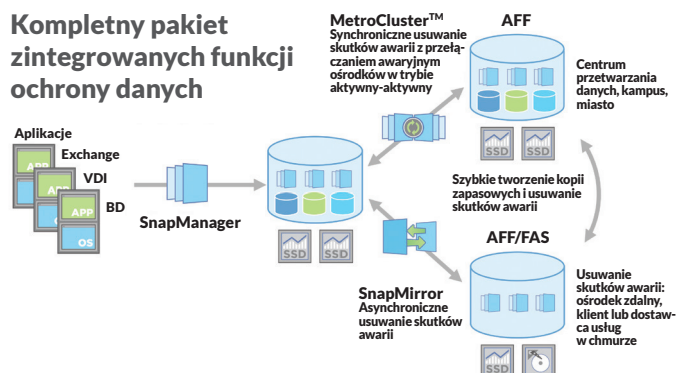 Kompletny pakiet
zintegrowanych funkcji
ochrony danych
MetroCluster™
Synchroniczne usuwanie
skutków awarii z przełą-
czaniem awaryjnym
ośrodków w trybie
aktywny-aktywny
AFF
Centrum
przetwarzania
danych, kampus,
miasto
SSD
SSD
Aplikacje
Exchange
VDI
BD
APP
APP
APP
OS
SnapManager
SSD
SSD
Szybkie tworzenie kopii
zapasowych i usuwanie
skutków awarii
SnapMirror
Asynchroniczne
usuwanie skutków
awarii
AFF/FAS
Usuwanie
skutków awarii:
ośrodek zdalny,
klient lub dostaw-
ca usług
w chmurze
SSD